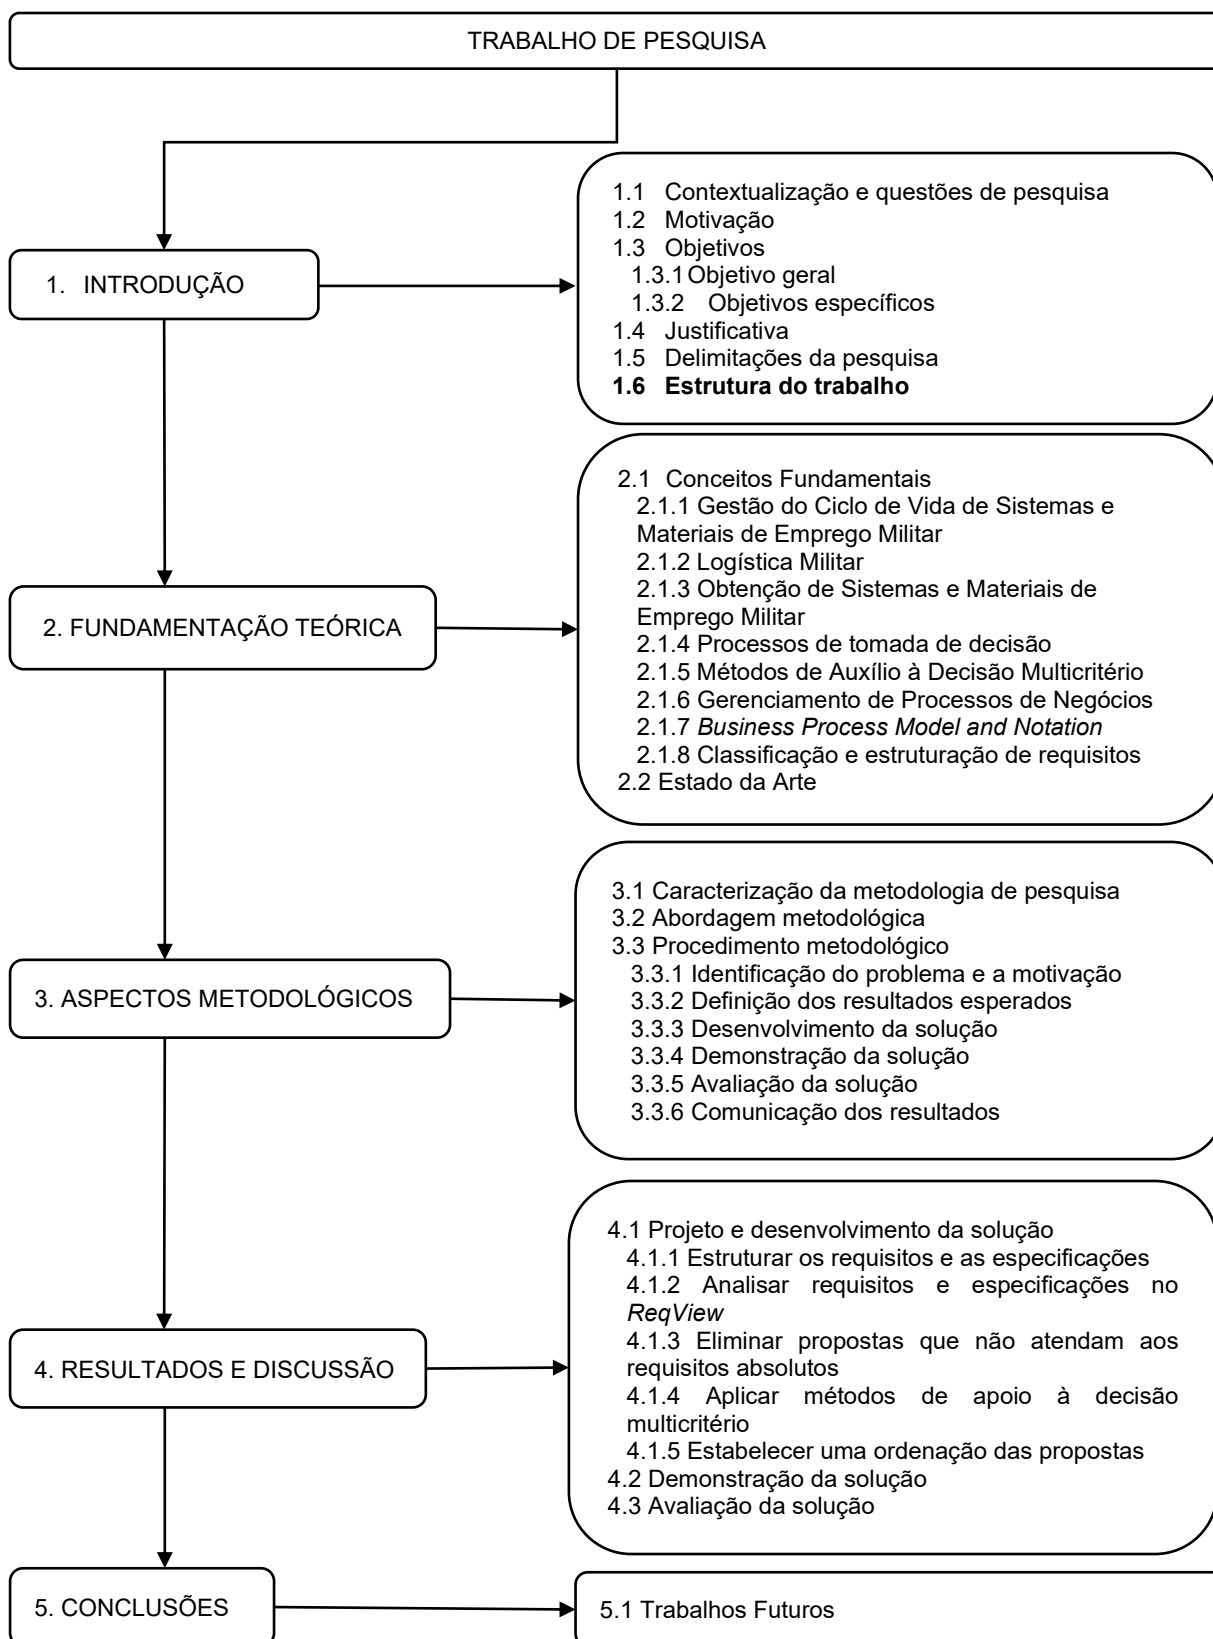 TRABALHO DE PESQUISA
1. INTRODUÇÃO
1.1 Contextualização e questões de pesquisa
1.2 Motivação
1.3 Objetivos
1.3.1 Objetivo geral
1.3.2 Objetivos específicos
1.4 Justificativa
1.5 Delimitações da pesquisa
1.6 Estrutura do trabalho
2. FUNDAMENTAÇÃO TEÓRICA
2.1 Conceitos Fundamentais
2.1.1 Gestão do Ciclo de Vida de Sistemas e
Materiais de Emprego Militar
2.1.2 Logística Militar
2.1.3 Obtenção de Sistemas e Materiais de
Emprego Militar
2.1.4 Processos de tomada de decisão
2.1.5 Métodos de Auxílio à Decisão Multicritério
2.1.6 Gerenciamento de Processos de Negócios
2.1.7 Business Process Model and Notation
2.1.8 Classificação e estruturação de requisitos
2.2 Estado da Arte
3. ASPECTOS METODOLÓGICOS
3.1 Caracterização da metodologia de pesquisa
3.2 Abordagem metodológica
3.3 Procedimento metodológico
3.3.1 Identificação do problema e a motivação
3.3.2 Definição dos resultados esperados
3.3.3 Desenvolvimento da solução
3.3.4 Demonstração da solução
3.3.5 Avaliação da solução
3.3.6 Comunicação dos resultados
4. RESULTADOS E DISCUSSÃO
4.1 Projeto e desenvolvimento da solução
4.1.1 Estruturar os requisitos e as especificações
4.1.2 Analisar requisitos e especificações no
ReqView
4.1.3 Eliminar propostas que não atendam aos
requisitos absolutos
4.1.4 Aplicar métodos de apoio à decisão
multicritério
4.1.5 Estabelecer uma ordenação das propostas
4.2 Demonstração da solução
4.3 Avaliação da solução
5. CONCLUSÕES
5.1 Trabalhos Futuros